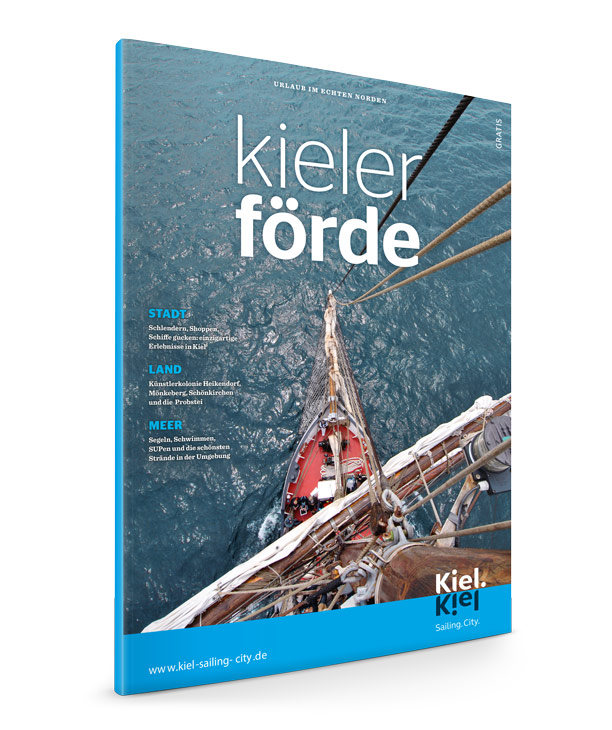 URLAUB IM ECHTEN NORDEN
GRATIS
kieler
förde
STADT
Schlendern, Shoppen,
Schiffe gucken: einzigartige
Erlebnisse in Kiel
LAND
Künstlerkolonie Heikendorf,
Mönkeberg, Schönkirchen
und die Probstei
MEER
Segeln, Schwimmen,
SUPen und die schönsten
Strände in der Umgebung
Kiel.
Kiel
Sailing. City.
www.kiel-sailing- city.de